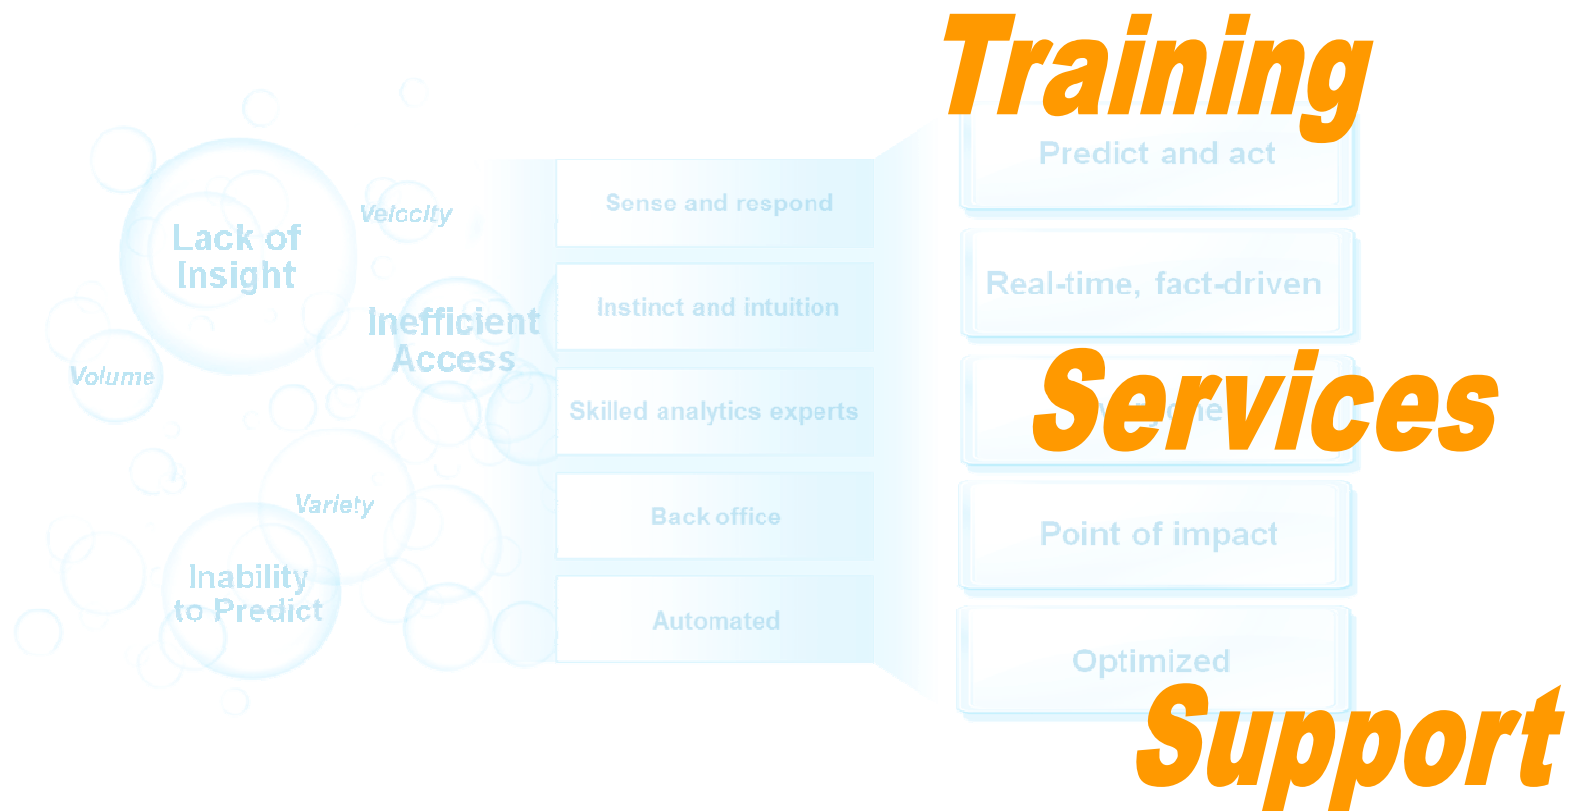 Training
Predict and act
Sense and respond
Velocity
Lack of
Insight
Real-time, fact-driven
Instinct and intuition
Inefficient
Access
Volume
Services
Skilled analytics experts
Variety
Back office
Point of impact
Inability
to Predict
Automated
Optimized
Support